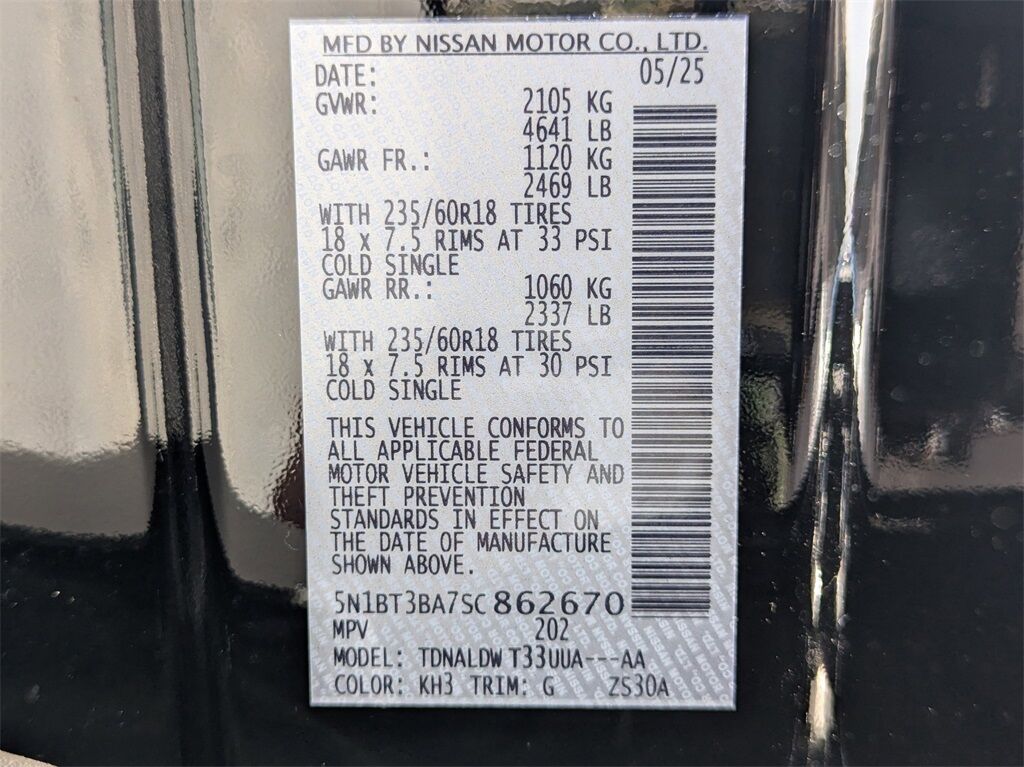 MFD BY NISSAN MOTOR CO., LTD.
DATE: 05/25
GVWR: 2105 KG
4641 LB
GAWR FR.: 1120 KG
2469 LB
WITH 235/60R18 TIRES
18 x 7.5 RIMS AT 33 PSI
COLD SINGLE
GAWR RR.: 1060 KG
2337 LB
WITH 235/60R18 TIRES
18 x 7.5 RIMS AT 30 PSI
COLD SINGLE
THIS VEHICLE CONFORMS TO
ALL APPLICABLE FEDERAL
MOTOR VEHICLE SAFETY AND
THEFT PREVENTION
STANDARDS IN EFFECT ON
THE DATE OF MANUFACTURE
SHOWN ABOVE.
5N1BT3BA7SC862670
MPV 202
MODEL: TDNALDW T33UUA---AA
COLOR: KH3 TRIM: G ZS30A